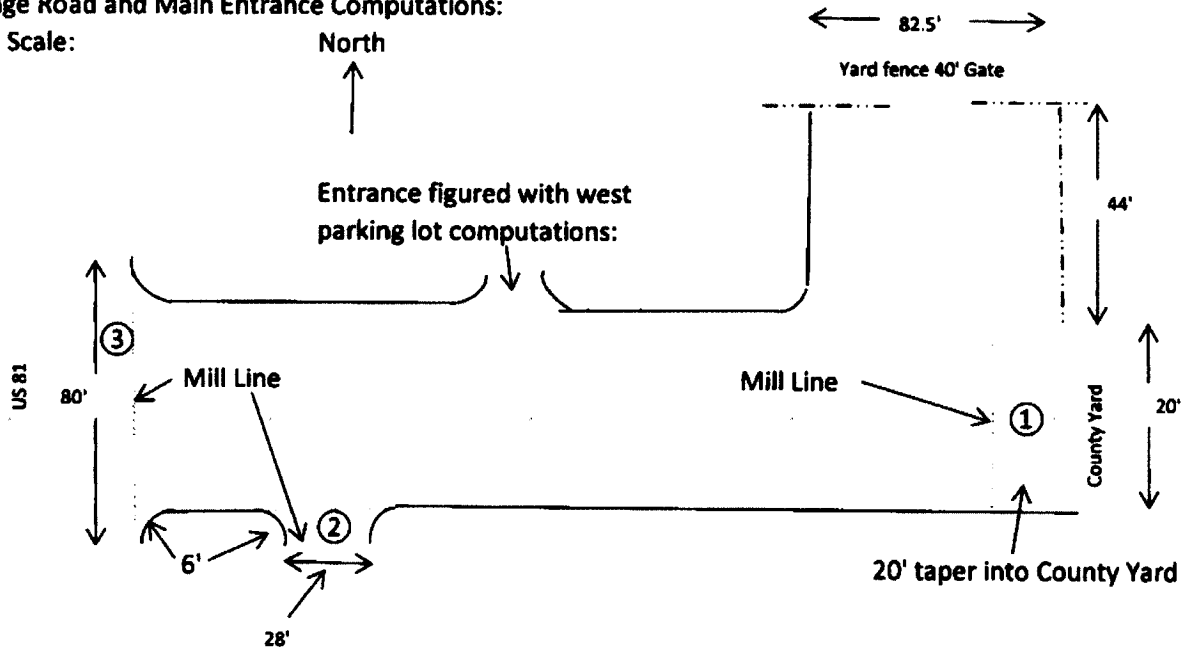 Road and Main Entrance Computations:
Scale:
North
82.5'
Yard fence 40' Gate
Entrance figured with west
parking lot computations:
44'
3
US 81
80'
Mill Line
Mill Line
1
County Yard
20'
2
6'
28'
20' taper into County Yard